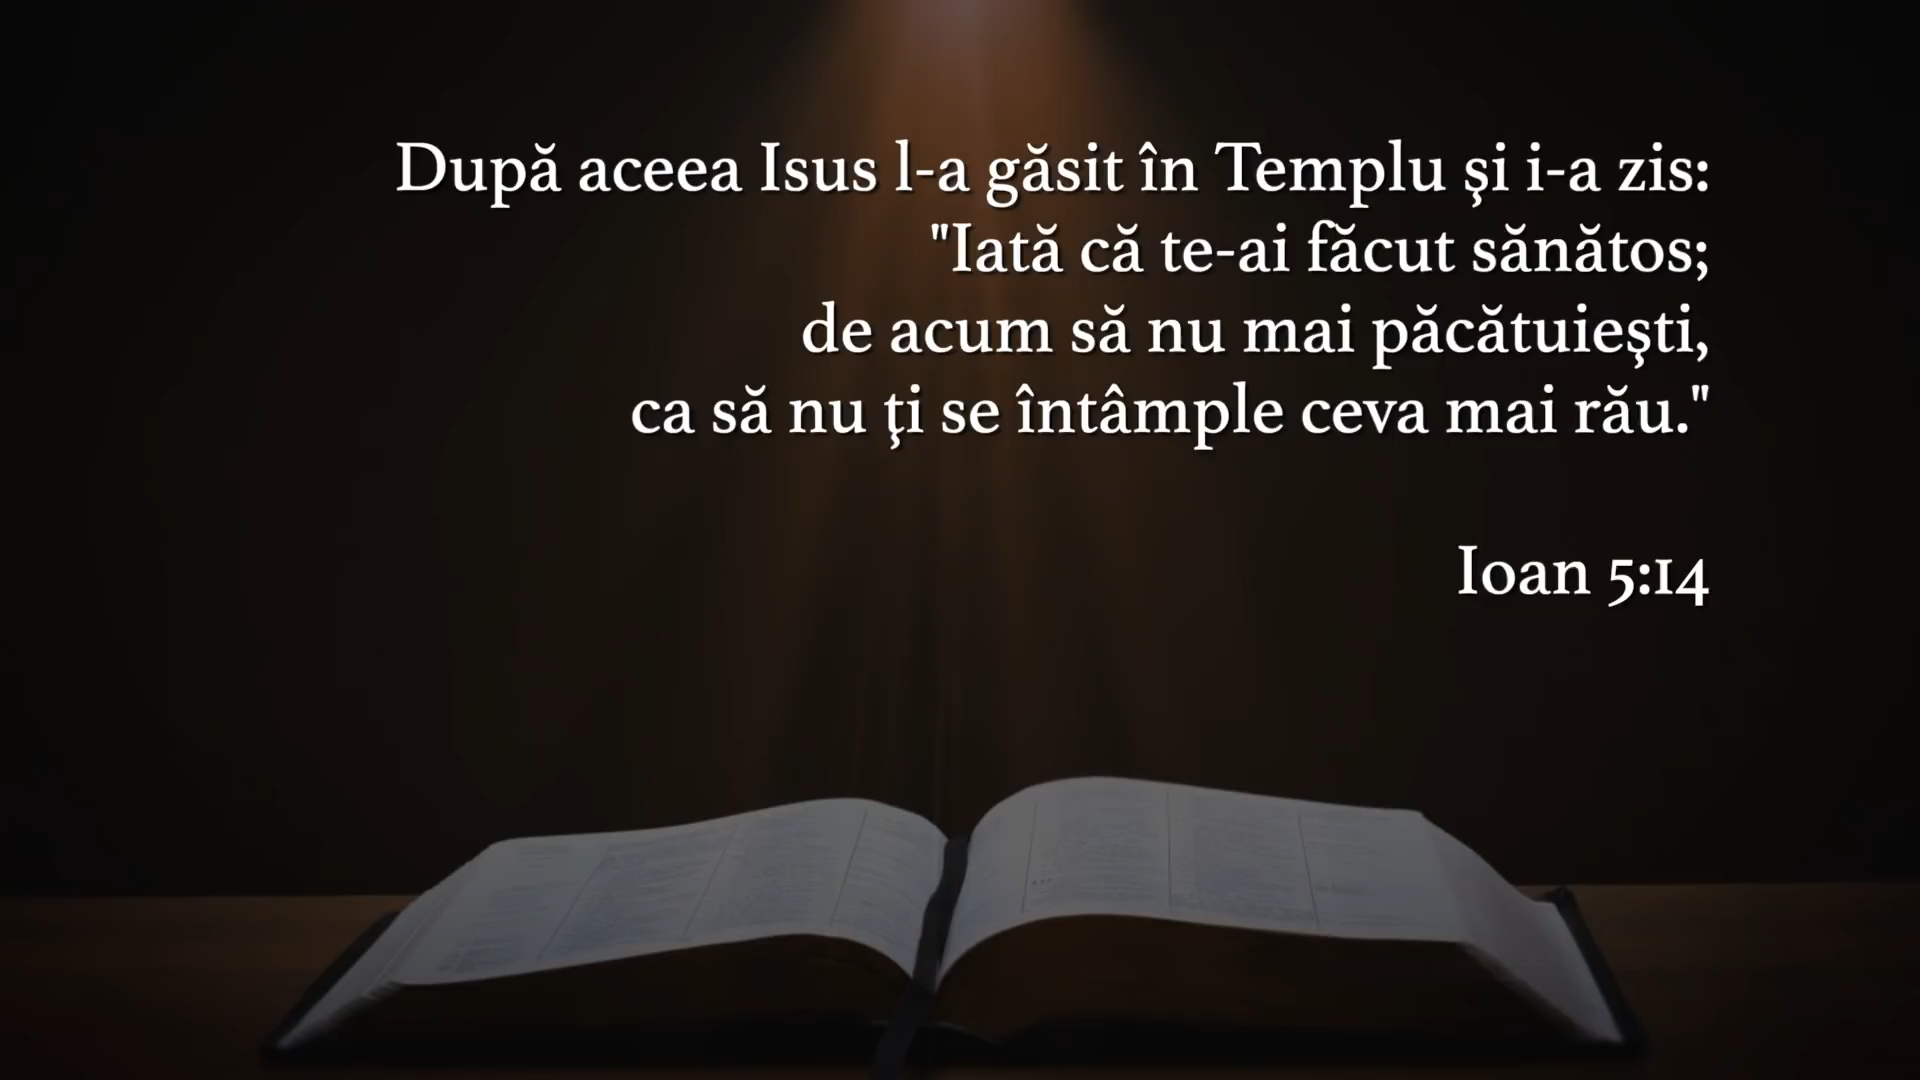 După aceea Isus l-a găsit în Templu şi i-a zis:
"Iată că te-ai făcut sănătos;
de acum să nu mai păcătuieşti,
ca să nu ţi se întâmple ceva mai rău."
Ioan 5:14